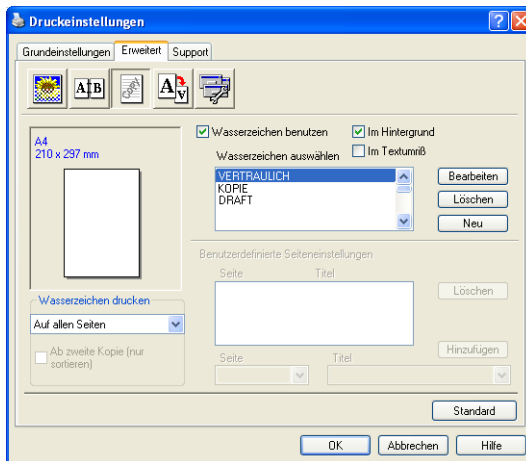 Druckeinstellungen
Grundeinstellungen Erweitert Support
A B A V
A4
210 x 297 mm
Wasserzeichen benutzen Im Hintergrund
Wasserzeichen auswählen Im Textumriß
VERTRAULICH Bearbeiten
KOPIE Löschen
DRAFT Neu
Benutzerdefinierte Seiteneinstellungen
Seite Titel
Löschen
Wasserzeichen drucken
Auf allen Seiten
Ab zweite Kopie (nur
sortieren)
Hinzufügen
Seite Titel
Standard
OK Abbrechen Hilfe